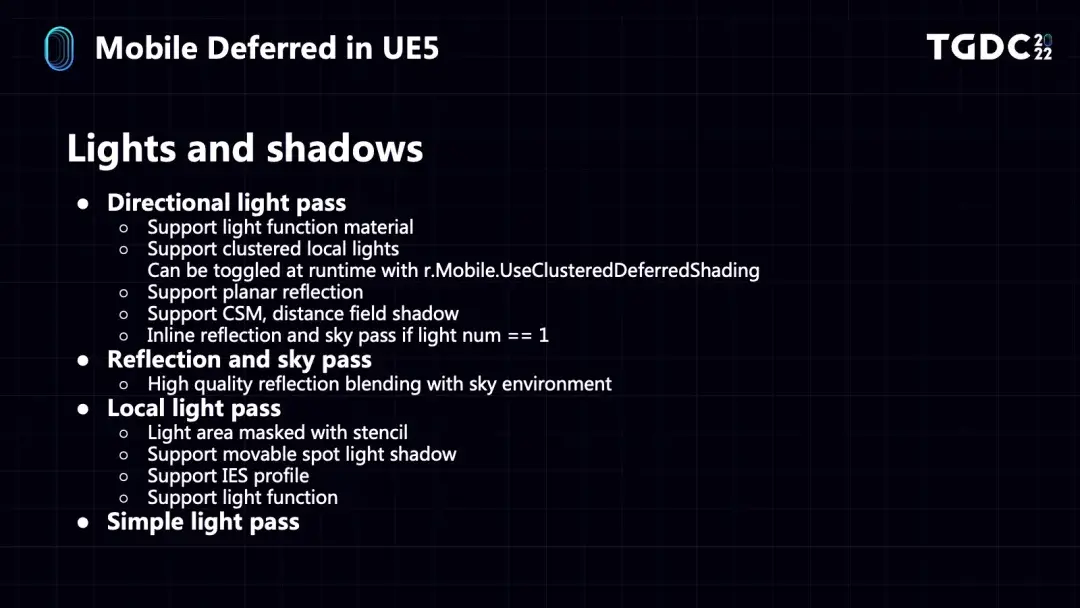 Mobile Deferred in UE5
TGDC 2022
Lights and shadows
● Directional light pass
○ Support light function material
○ Support clustered local lights
Can be toggled at runtime with r.Mobile.UseClusteredDeferredShading
○ Support planar reflection
○ Support CSM, distance field shadow
○ Inline reflection and sky pass if light num == 1
● Reflection and sky pass
○ High quality reflection blending with sky environment
● Local light pass
○ Light area masked with stencil
○ Support movable spot light shadow
○ Support IES profile
○ Support light function
● Simple light pass